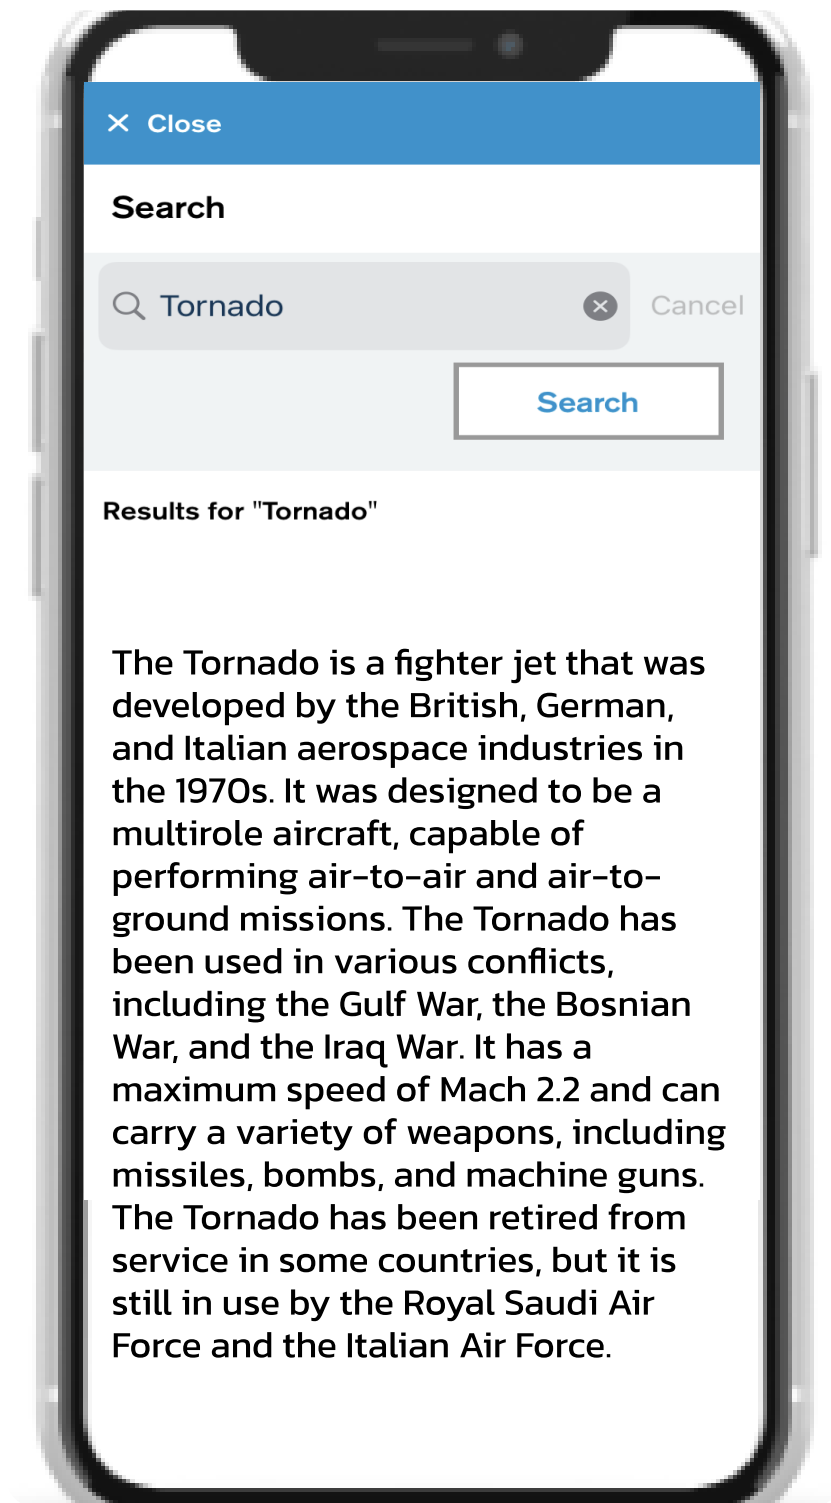 Close
Search
Tornado
Cancel
Search
Results for "Tornado"
The Tornado is a fighter jet that was
developed by the British, German,
and Italian aerospace industries in
the 1970s. It was designed to be a
multirole aircraft, capable of
performing air-to-air and air-to-
ground missions. The Tornado has
been used in various conflicts,
including the Gulf War, the Bosnian
War, and the Iraq War. It has a
maximum speed of Mach 2.2 and can
carry a variety of weapons, including
missiles, bombs, and machine guns.
The Tornado has been retired from
service in some countries, but it is
still in use by the Royal Saudi Air
Force and the Italian Air Force.